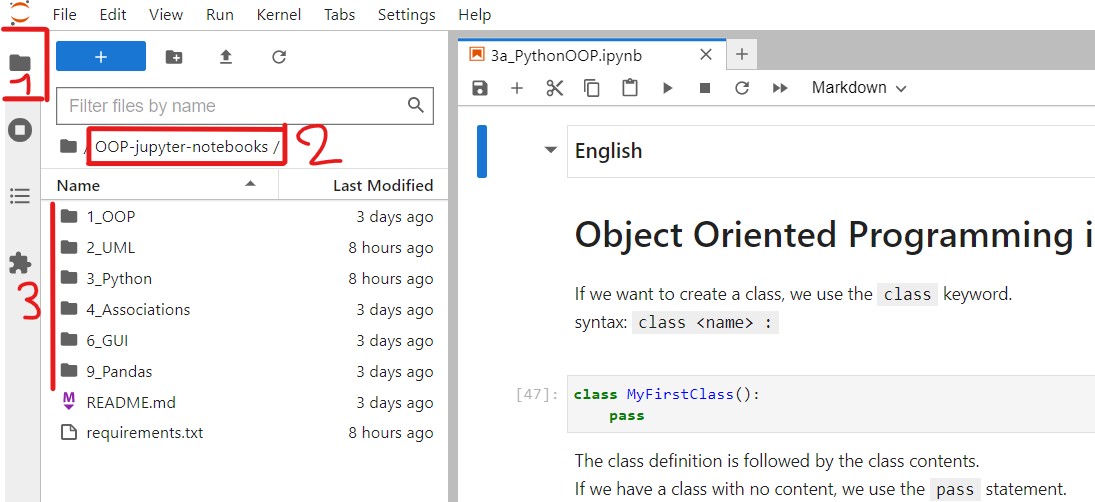 File Edit View Run Kernel Tabs Settings Help
1
3a_PythonOOP.ipynb
Filter files by name
Markdown
/ OOP-jupyter-notebooks /
2
Name Last Modified
1_OOP 3 days ago
2_UML 8 hours ago
3_Python 8 hours ago
4_Associations 3 days ago
6_GUI 3 days ago
9_Pandas 3 days ago
README.md 3 days ago
requirements.txt 8 hours ago
3
English
Object Oriented Programming i
If we want to create a class, we use the class keyword.
syntax: class <name> :
[47]: class MyFirstClass():
pass
The class definition is followed by the class contents.
If we have a class with no content, we use the pass statement.